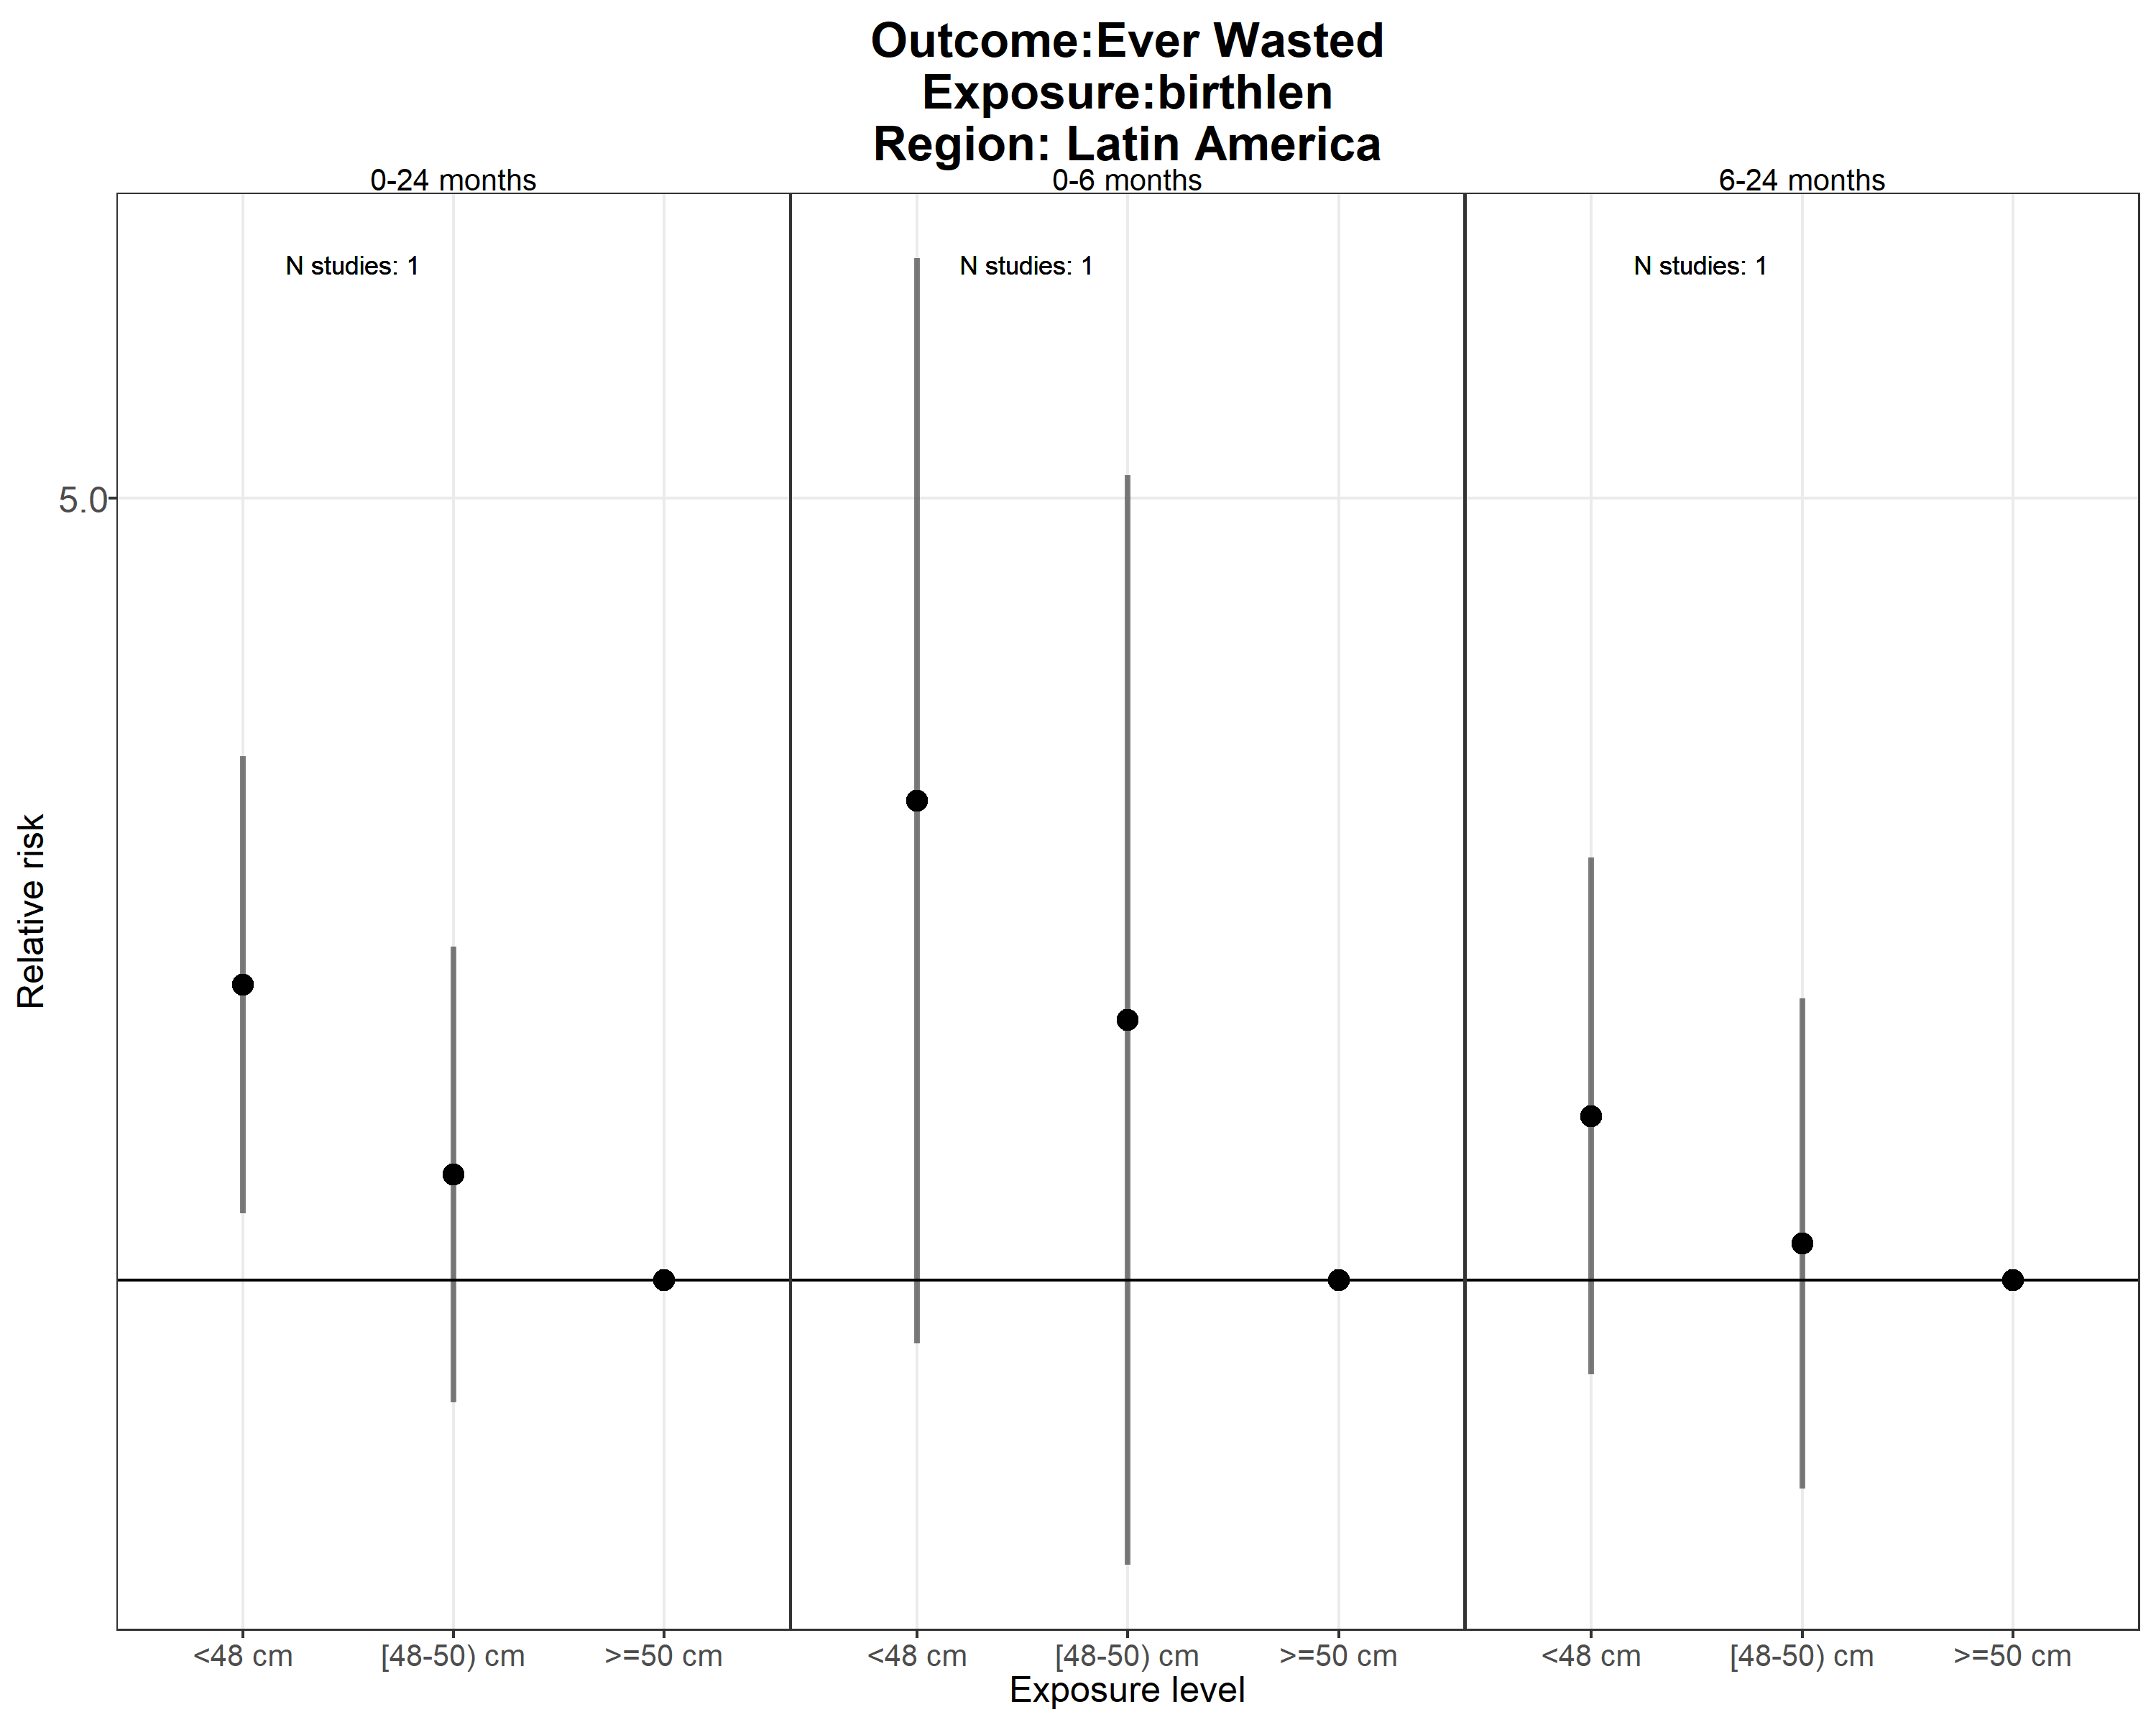 Outcome:Ever Wasted
Exposure:birthlen
Region: Latin America
0-24 months
0-6 months
6-24 months
N studies: 1
N studies: 1
N studies: 1
5.0
Relative risk
<48 cm
[48-50) cm
>=50 cm
<48 cm
[48-50) cm
>=50 cm
<48 cm
[48-50) cm
>=50 cm
Exposure level